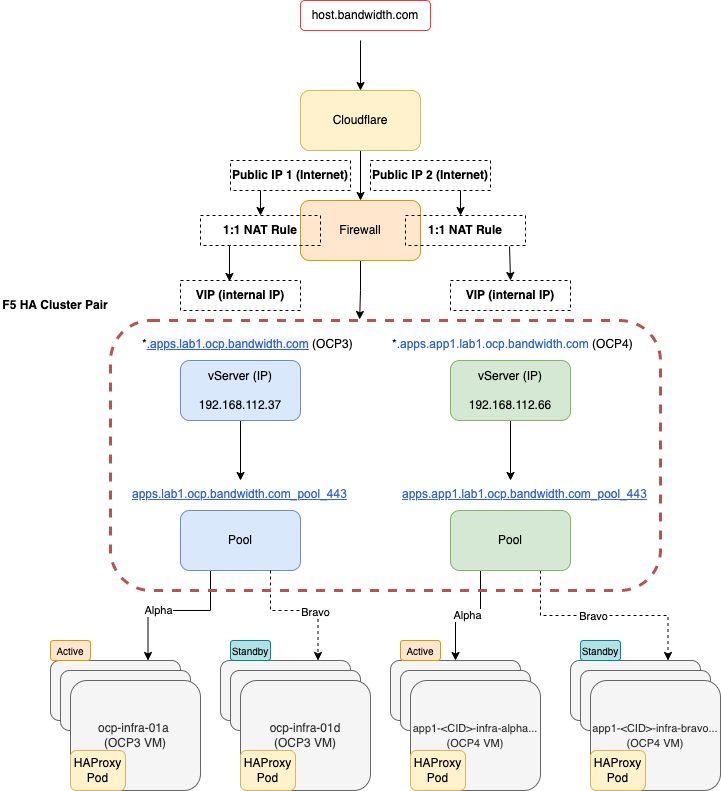 host.bandwidth.com
Cloudflare
Public IP 1 (Internet)
Public IP 2 (Internet)
1:1 NAT Rule
Firewall
1:1 NAT Rule
VIP (internal IP)
VIP (internal IP)
F5 HA Cluster Pair
*.apps.lab1.ocp.bandwidth.com (OCP3)
*.apps.app1.lab1.ocp.bandwidth.com (OCP4)
vServer (IP)
192.168.112.37
vServer (IP)
192.168.112.66
apps.lab1.ocp.bandwidth.com_pool_443
apps.app1.lab1.ocp.bandwidth.com_pool_443
Pool
Pool
Alpha
Bravo
Alpha
Bravo
Active
Standby
Active
Standby
ocp-infra-01a
(OCP3 VM)
HAProxy
Pod
ocp-infra-01d
(OCP3 VM)
HAProxy
Pod
app1-<CID>-infra-alpha...
(OCP4 VM)
HAProxy
Pod
app1-<CID>-infra-bravo...
(OCP4 VM)
HAProxy
Pod